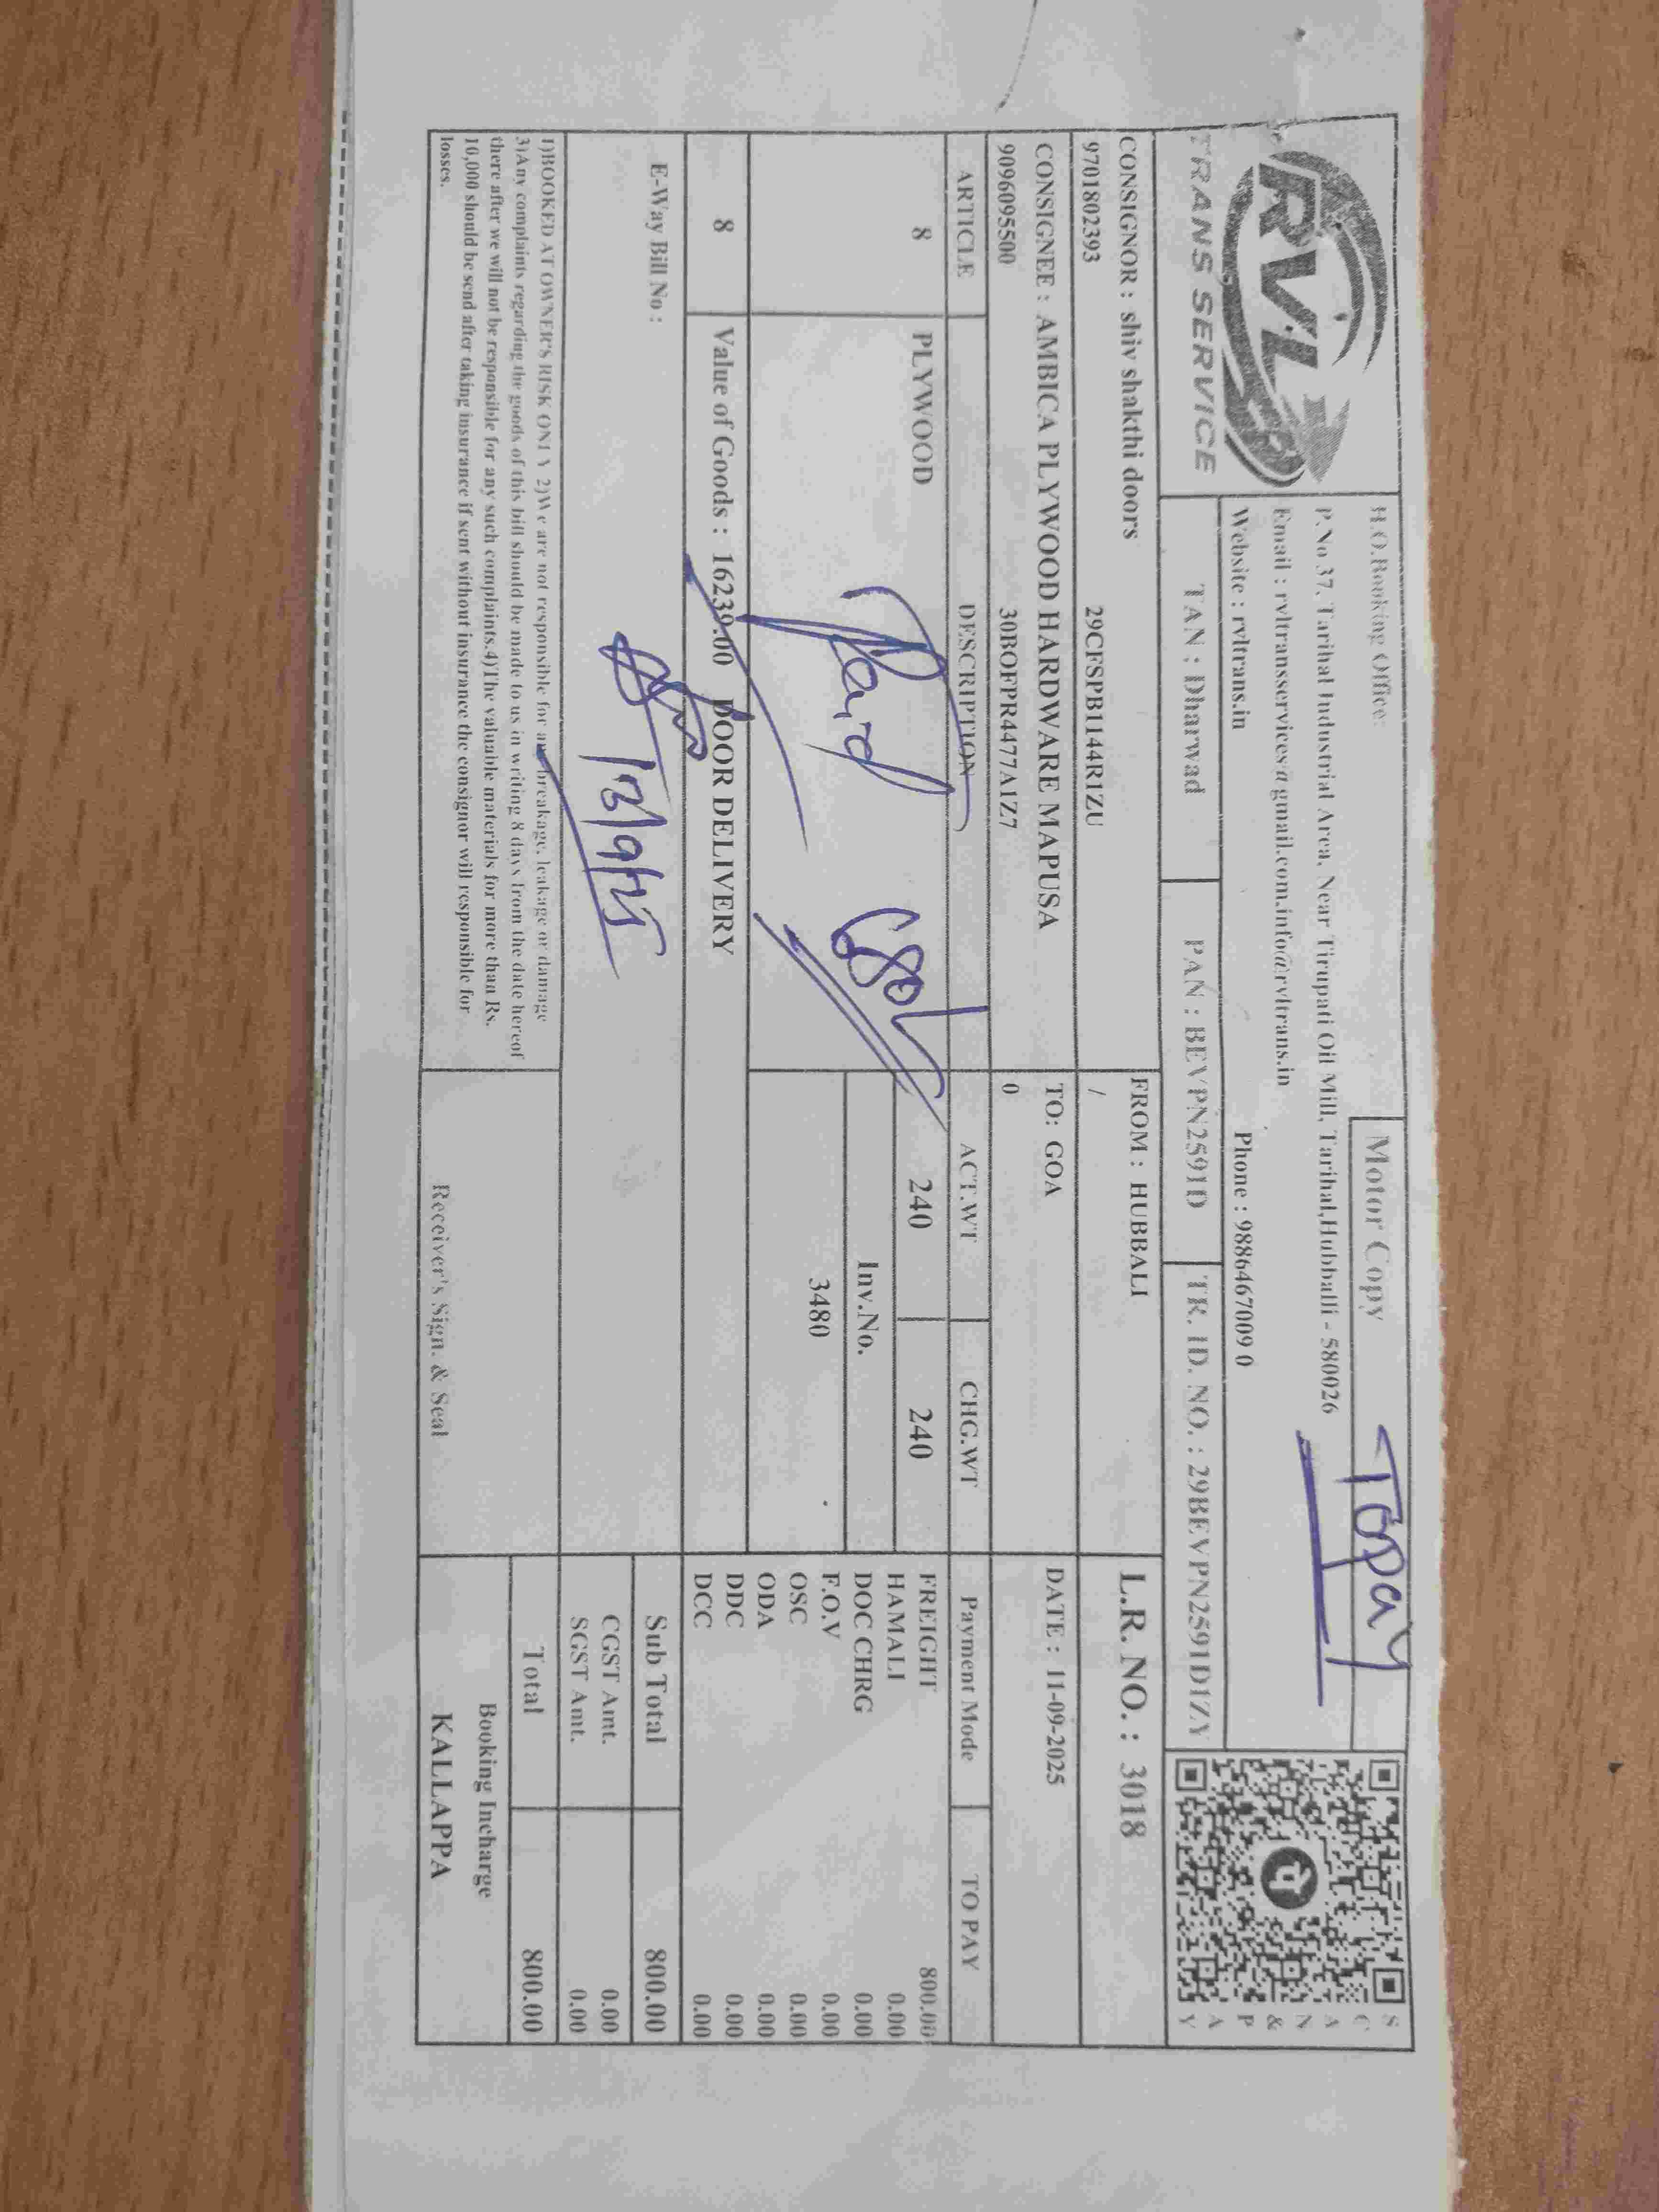 RVL
TRANS SERVICE
Motor Copy
Topay
H.O.Booking Office:
P.No 37, Tarihal Industrial Area, Near Tirupati Oil Mill, Tarihal,Hubballi - 580026
Email : rvltransservices@gmail.com,info@rvltrans.in
Website : rvltrans.in Phone : 9886467009 0
SCAN & PAY
TAN : Dharwad PAN : BEVPN2591D TR. ID. NO. : 29BEVPN2591D1ZY
CONSIGNOR : shiv shakthi doors FROM : HUBBALI L.R. NO. : 3018
9701802393 29CFSPB1144R1ZU /
CONSIGNEE : AMBICA PLYWOOD HARDWARE MAPUSA TO: GOA DATE : 11-09-2025
9096095500 30BOFPR4477A1Z7 0
ARTICLE DESCRIPTION ACT.WT CHG.WT Payment Mode TO PAY
8 PLYWOOD 240 240 FREIGHT 800.00
HAMALI 0.00
Paid Inv.No. DOC CHRG 0.00
3480 F.O.V 0.00
OSC 0.00
ODA 0.00
8 Value of Goods : 16239.00 DOOR DELIVERY DDC 0.00
DCC 0.00
E-Way Bill No : Sub Total 800.00
13/9/25 CGST Amt. 0.00
SGST Amt. 0.00
1)BOOKED AT OWNER'S RISK ONLY 2)We are not responsible for any breakage, leakage or damage
3)Any complaints regarding the goods of this bill should be made to us in writing 8 days from the date hereof
there after we will not be responsible for any such complaints.4)The valuable materials for more than Rs.
10,000 should be send after taking insurance if sent without insurance the consignor will responsible for
losses.
Receiver's Sign. & Seal
Total 800.00
Booking Incharge
KALLAPPA